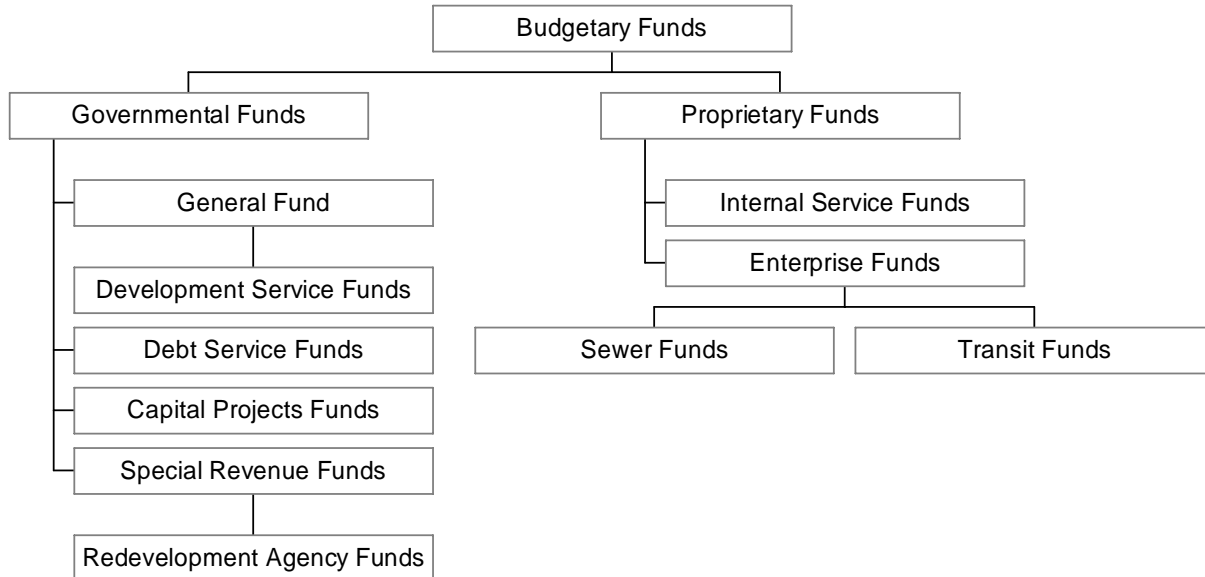 Budgetary Funds
Governmental Funds
Proprietary Funds
General Fund
Internal Service Funds
Enterprise Funds
Development Service Funds
Debt Service Funds
Sewer Funds
Transit Funds
Capital Projects Funds
Special Revenue Funds
Redevelopment Agency Funds